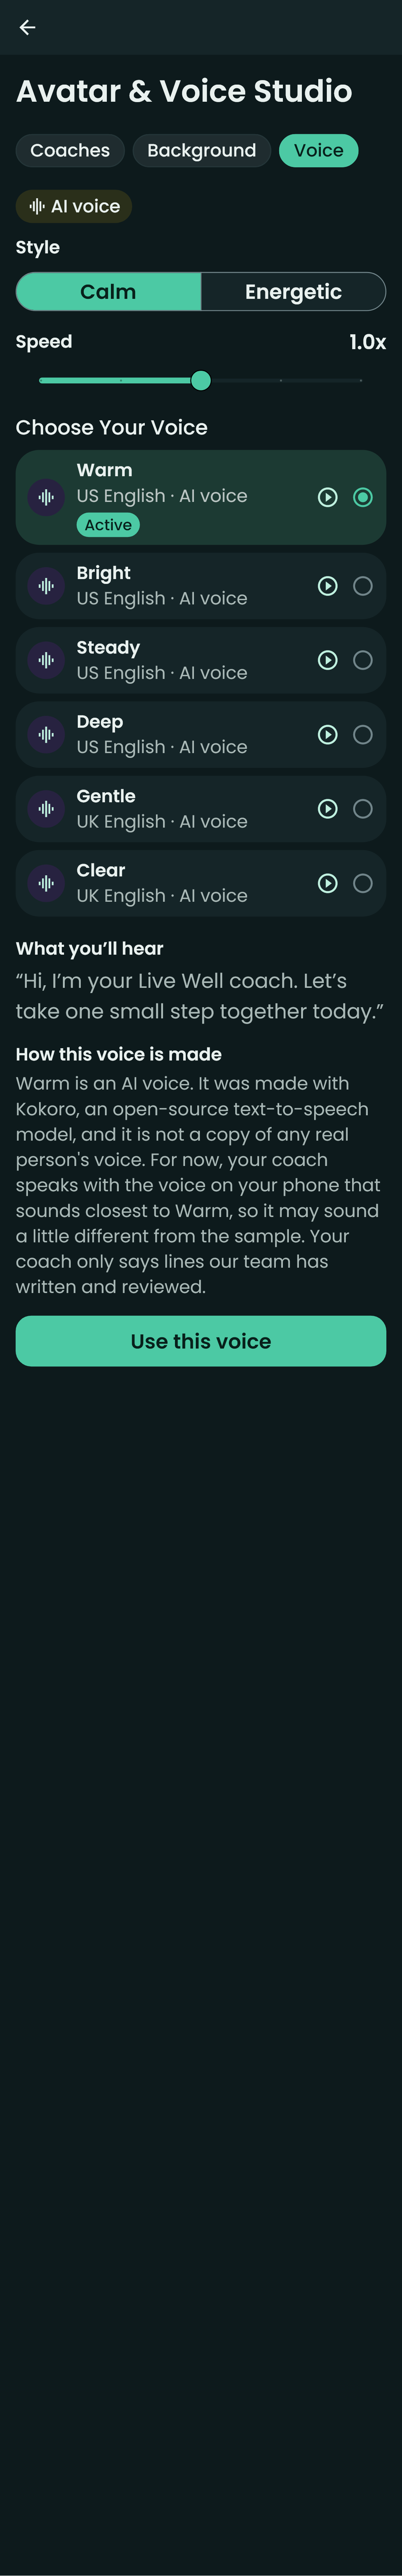 Avatar & Voice Studio
Coaches
Background
Voice
AI voice
Style
Calm
Energetic
Speed
1.0x
Choose Your Voice
Warm
US English · AI voice
Active
Bright
US English · AI voice
Steady
US English · AI voice
Deep
US English · AI voice
Gentle
UK English · AI voice
Clear
UK English · AI voice
What you’ll hear
“Hi, I’m your Live Well coach. Let’s
take one small step together today.”
How this voice is made
Warm is an AI voice. It was made with
Kokoro, an open-source text-to-speech
model, and it is not a copy of any real
person's voice. For now, your coach
speaks with the voice on your phone that
sounds closest to Warm, so it may sound
a little different from the sample. Your
coach only says lines our team has
written and reviewed.
Use this voice